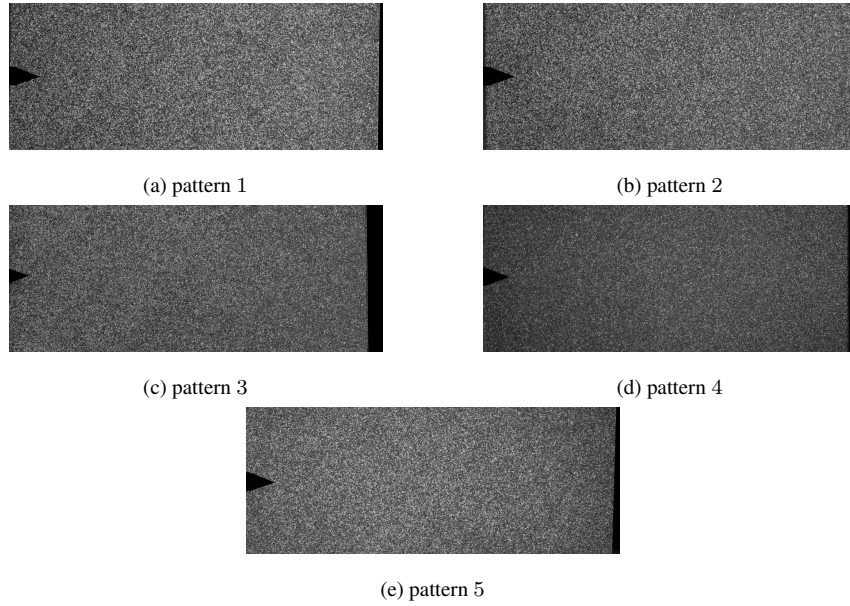 (a) pattern 1
(b) pattern 2
(c) pattern 3
(d) pattern 4
(e) pattern 5